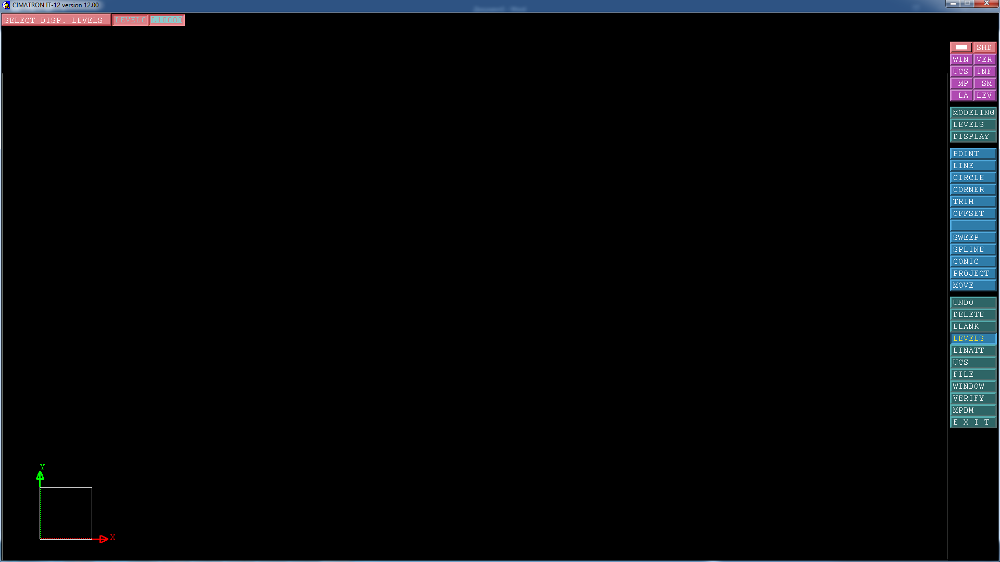 CIMATRON IT-12 version 12.00
SELECT DISP. LEVELS LEVEL0 L10000
SHD
WIN VER
UCS INF
MP SM
LA LEV
MODELING
LEVELS
DISPLAY
POINT
LINE
CIRCLE
CORNER
TRIM
OFFSET
SWEEP
SPLINE
CONIC
PROJECT
MOVE
UNDO
DELETE
BLANK
LEVELS
LINATT
UCS
FILE
WINDOW
VERIFY
MPDM
E X I T
Y
X